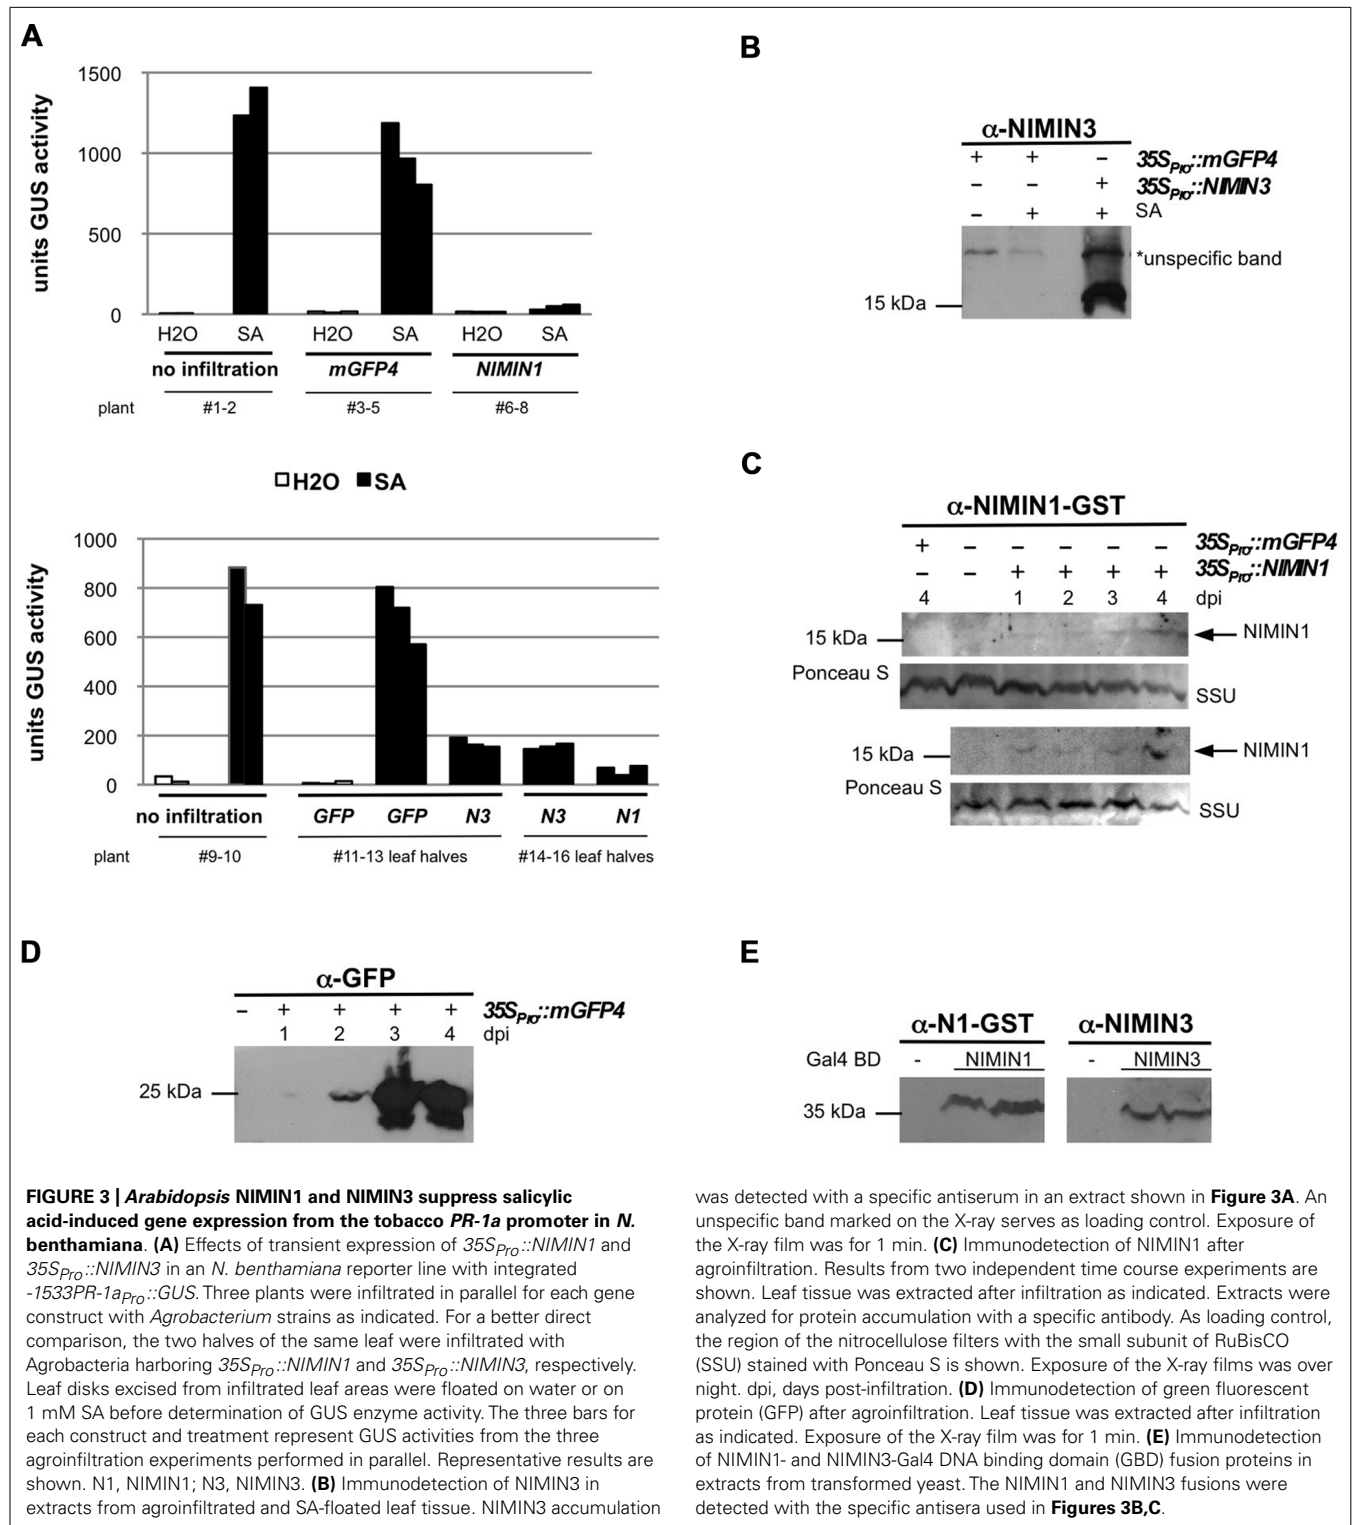 A
units GUS activity
1500
1000
500
0
H2O SA H2O SA H2O SA
no infiltration mGFP4 NIMIN1
plant #1-2 #3-5 #6-8
H2O SA
units GUS activity
1000
800
600
400
200
0
no infiltration GFP GFP N3 N3 N1
plant #9-10 #11-13 leaf halves #14-16 leaf halves
B
α-NIMIN3
+ + – 35SPro::mGFP4
– – + 35SPro::NIMIN3
– + + SA
*unspecific band
15 kDa
C
α-NIMIN1-GST
+ – – – – – 35SPro::mGFP4
– – + + + + 35SPro::NIMIN1
4 1 2 3 4 dpi
15 kDa NIMIN1
Ponceau S SSU
15 kDa NIMIN1
Ponceau S SSU
D
α-GFP
– + + + + 35SPro::mGFP4
1 2 3 4 dpi
25 kDa
E
α-N1-GST α-NIMIN3
Gal4 BD - NIMIN1 - NIMIN3
35 kDa
FIGURE 3 | Arabidopsis NIMIN1 and NIMIN3 suppress salicylic
acid-induced gene expression from the tobacco PR-1a promoter in N.
benthamiana. (A) Effects of transient expression of 35SPro::NIMIN1 and
35SPro::NIMIN3 in an N. benthamiana reporter line with integrated
-1533PR-1aPro::GUS. Three plants were infiltrated in parallel for each gene
construct with Agrobacterium strains as indicated. For a better direct
comparison, the two halves of the same leaf were infiltrated with
Agrobacteria harboring 35SPro::NIMIN1 and 35SPro::NIMIN3, respectively.
Leaf disks excised from infiltrated leaf areas were floated on water or on
1 mM SA before determination of GUS enzyme activity. The three bars for
each construct and treatment represent GUS activities from the three
agroinfiltration experiments performed in parallel. Representative results are
shown. N1, NIMIN1; N3, NIMIN3. (B) Immunodetection of NIMIN3 in
extracts from agroinfiltrated and SA-floated leaf tissue. NIMIN3 accumulation
was detected with a specific antiserum in an extract shown in Figure 3A. An
unspecific band marked on the X-ray serves as loading control. Exposure of
the X-ray film was for 1 min. (C) Immunodetection of NIMIN1 after
agroinfiltration. Results from two independent time course experiments are
shown. Leaf tissue was extracted after infiltration as indicated. Extracts were
analyzed for protein accumulation with a specific antibody. As loading control,
the region of the nitrocellulose filters with the small subunit of RuBisCO
(SSU) stained with Ponceau S is shown. Exposure of the X-ray films was over
night. dpi, days post-infiltration. (D) Immunodetection of green fluorescent
protein (GFP) after agroinfiltration. Leaf tissue was extracted after infiltration
as indicated. Exposure of the X-ray film was for 1 min. (E) Immunodetection
of NIMIN1- and NIMIN3-Gal4 DNA binding domain (GBD) fusion proteins in
extracts from transformed yeast. The NIMIN1 and NIMIN3 fusions were
detected with the specific antisera used in Figures 3B,C.